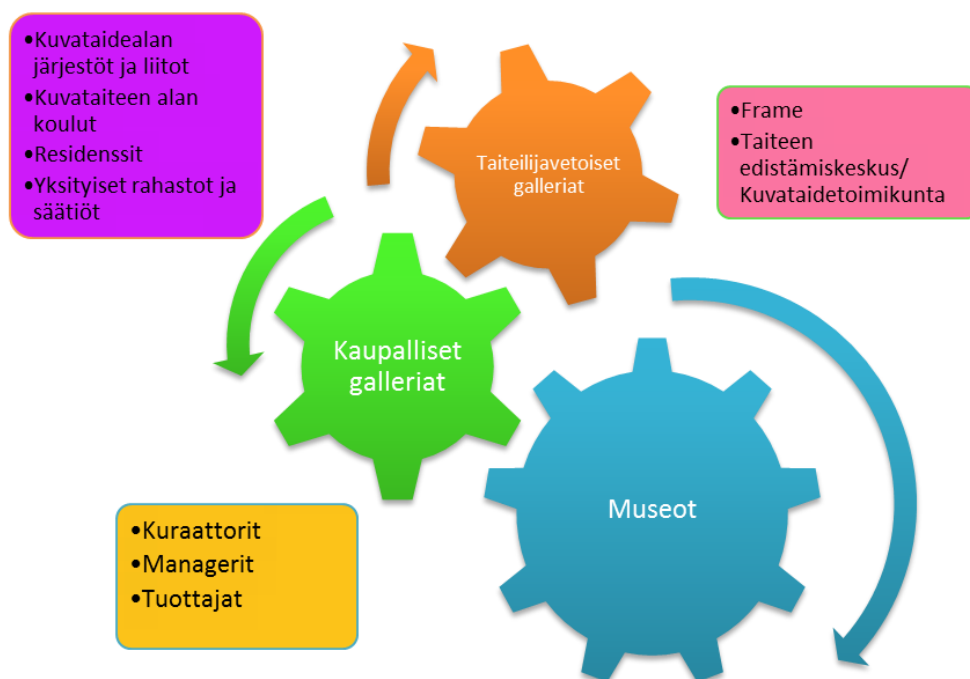 •Kuvataidealan
järjestöt ja liitot
•Kuvataiteen alan
koulut
•Residenssit
•Yksityiset rahastot ja
säätiöt
Taiteilijavetoiset
galleriat
•Frame
•Taiteen
edistämiskeskus/
Kuvataidetoimikunta
Kaupalliset
galleriat
Museot
•Kuraattorit
•Managerit
•Tuottajat